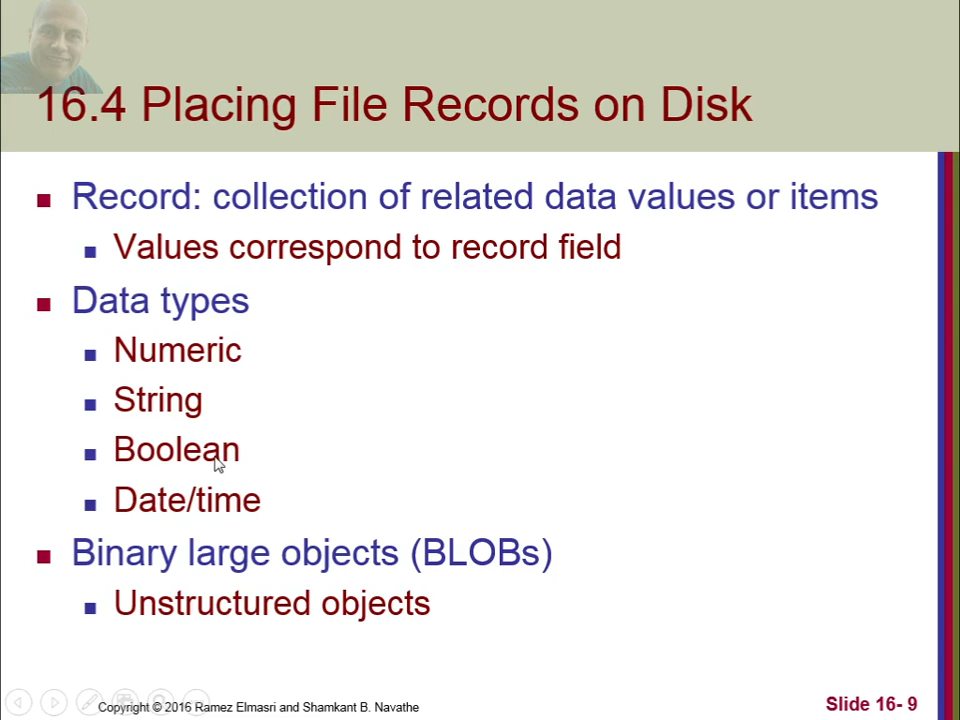 16.4 Placing File Records on Disk
Record: collection of related data values or items
Values correspond to record field
Data types
Numeric
String
Boolean
Date/time
Binary large objects (BLOBs)
Unstructured objects
Copyright © 2016 Ramez Elmasri and Shamkant B. Navathe
Slide 16- 9